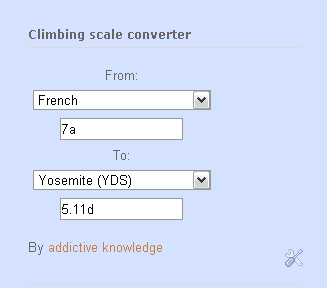 Climbing scale converter
From:
French
7a
To:
Yosemite (YDS)
5.11d
By addictive knowledge